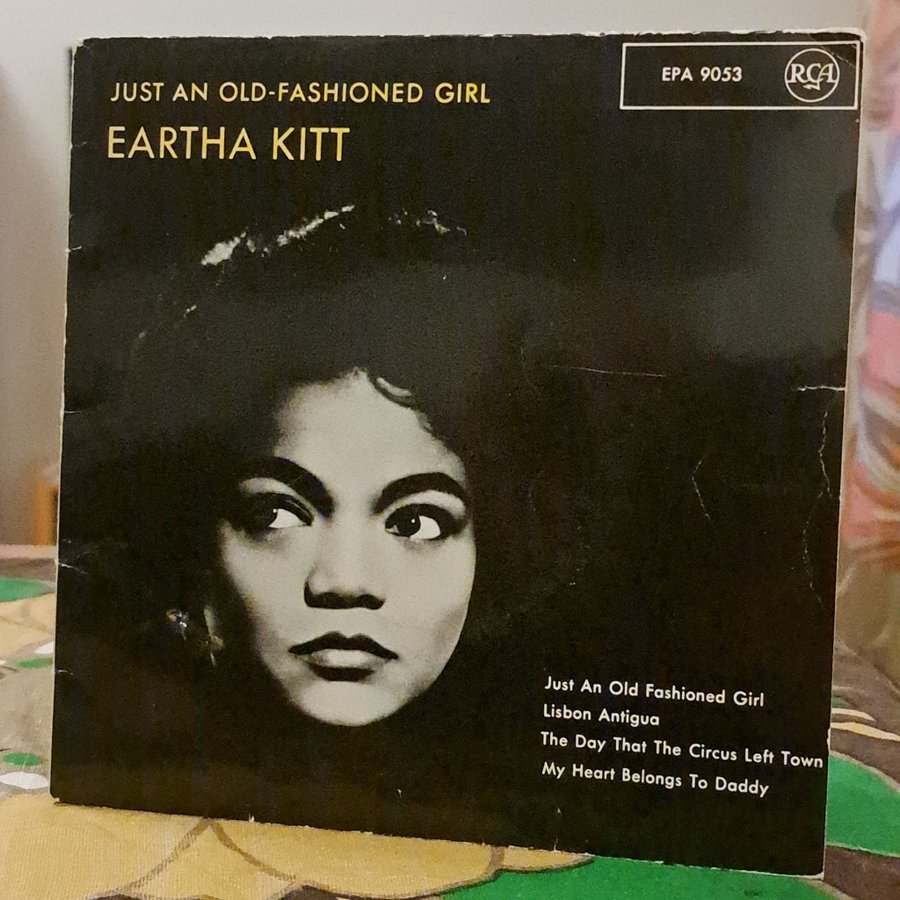 JUST AN OLD-FASHIONED GIRL
EARTHA KITT
EPA 9053
RCA
Just An Old Fashioned Girl
Lisbon Antigua
The Day That The Circus Left Town
My Heart Belongs To Daddy